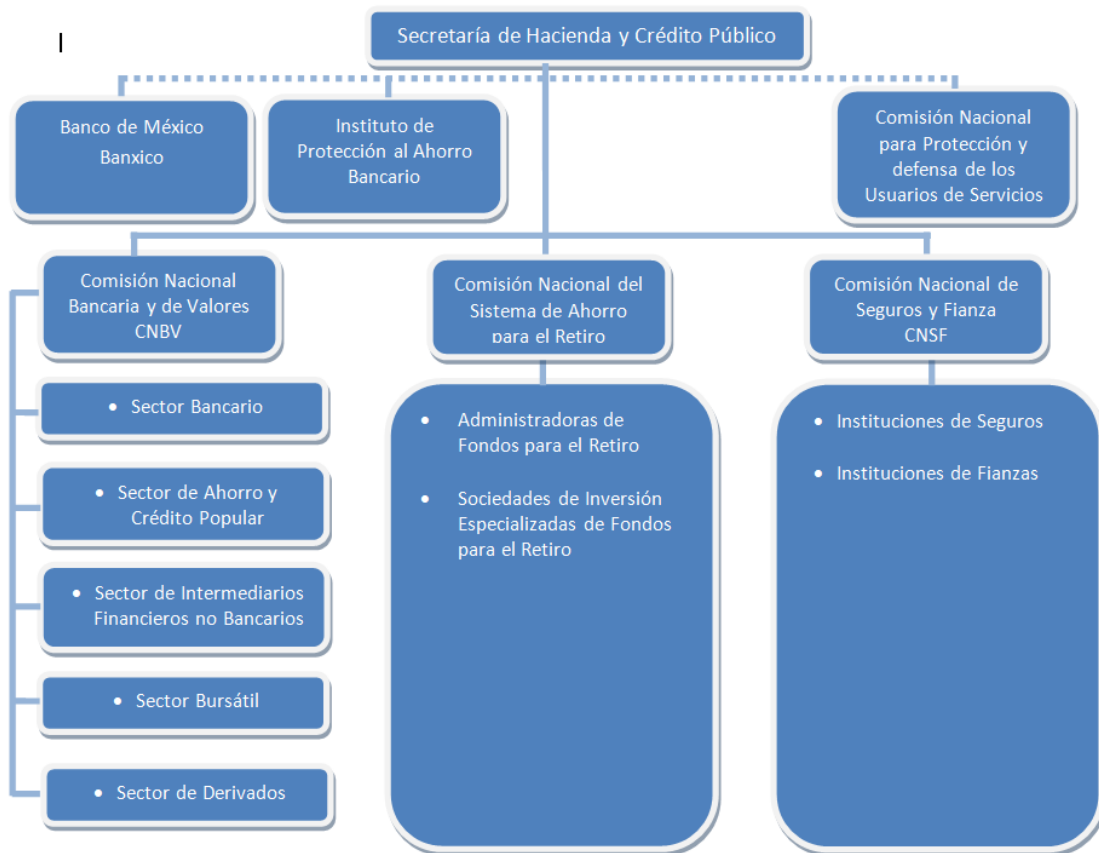 Secretaría de Hacienda y Crédito Público
Banco de México
Banxico
Instituto de
Protección al Ahorro
Bancario
Comisión Nacional
para Protección y
defensa de los
Usuarios de Servicios
Comisión Nacional
Bancaria y de Valores
CNBV
Comisión Nacional del
Sistema de Ahorro
para el Retiro
Comisión Nacional de
Seguros y Fianza
CNSF
• Sector Bancario
• Sector de Ahorro y
Crédito Popular
• Sector de Intermediarios
Financieros no Bancarios
• Sector Bursátil
• Sector de Derivados
• Administradoras de
Fondos para el Retiro
• Sociedades de Inversión
Especializadas de Fondos
para el Retiro
• Instituciones de Seguros
• Instituciones de Fianzas